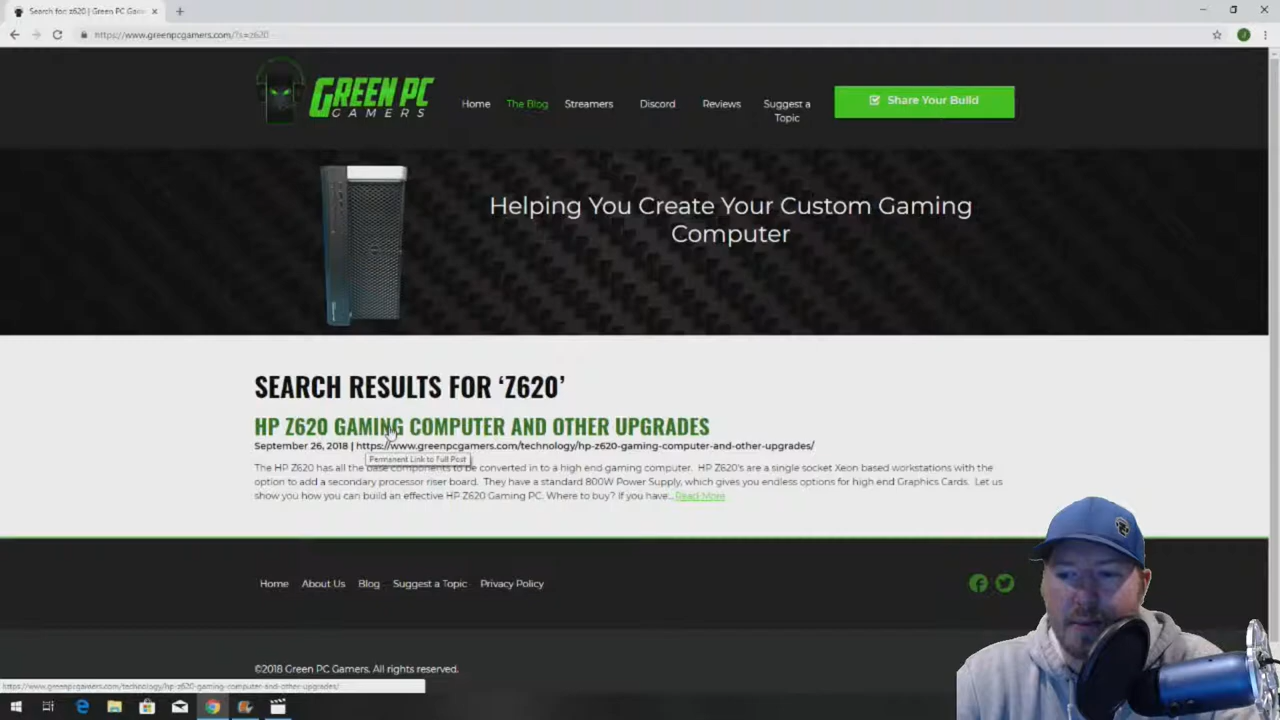 Search for: z620 | Green PC Gam
https://www.greenpcgamers.com/?s=z620
GREEN PC
GAMERS
Home
The Blog
Streamers
Discord
Reviews
Suggest a
Topic
Share Your Build
Helping You Create Your Custom Gaming
Computer
SEARCH RESULTS FOR ‘Z620’
HP Z620 GAMING COMPUTER AND OTHER UPGRADES
September 26, 2018 | https://www.greenpcgamers.com/technology/hp-z620-gaming-computer-and-other-upgrades/
Permanent Link to Full Post
The HP Z620 has all the base components to be converted in to a high end gaming computer. HP Z620's are a single socket Xeon based workstations with the
option to add a secondary processor riser board. They have a standard 800W Power Supply, which gives you endless options for high end Graphics Cards. Let us
show you how you can build an effective HP Z620 Gaming PC. Where to buy? If you have... Read More
Home About Us Blog Suggest a Topic Privacy Policy
©2018 Green PC Gamers. All rights reserved.
https://www.greenpcgamers.com/technology/hp-z620-gaming-computer-and-other-upgrades/